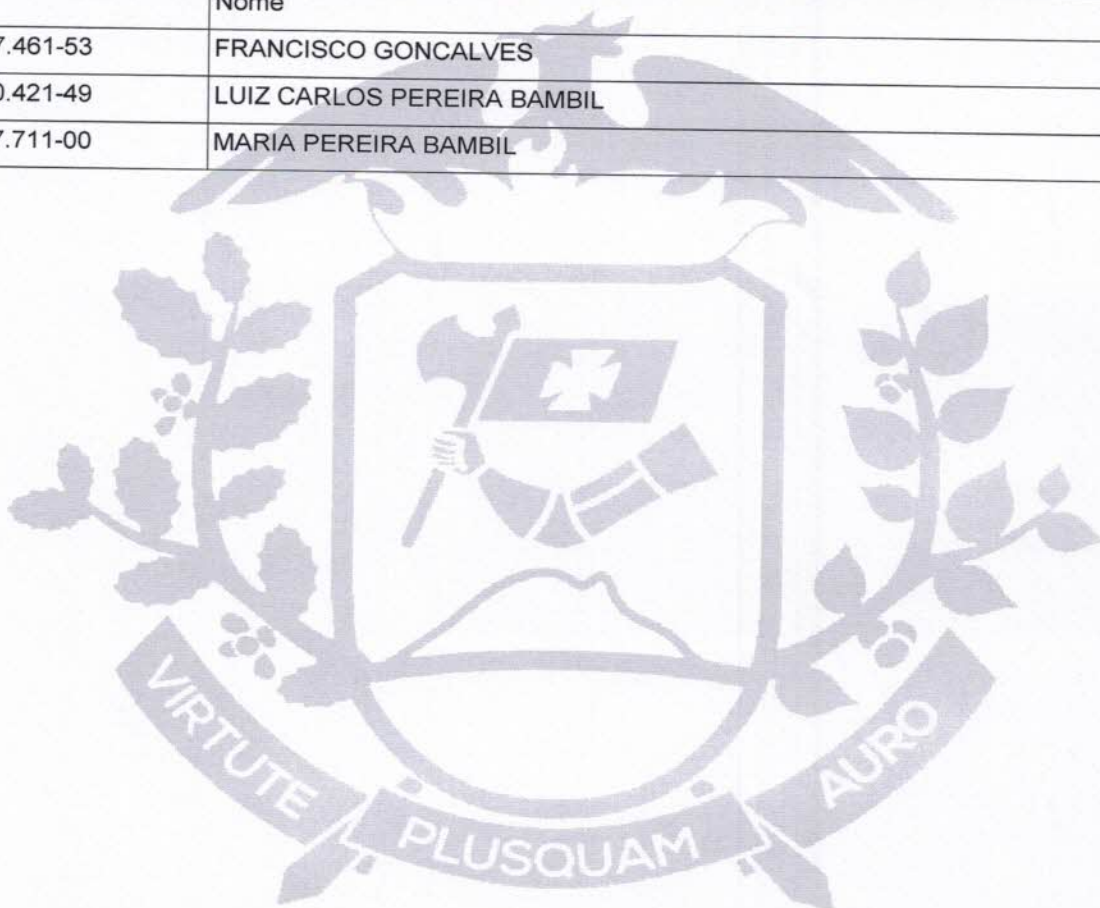 Nome
7.461-53 FRANCISCO GONCALVES
0.421-49 LUIZ CARLOS PEREIRA BAMBIL
7.711-00 MARIA PEREIRA BAMBIL
VIRTUTE PLUSQUAM AURO